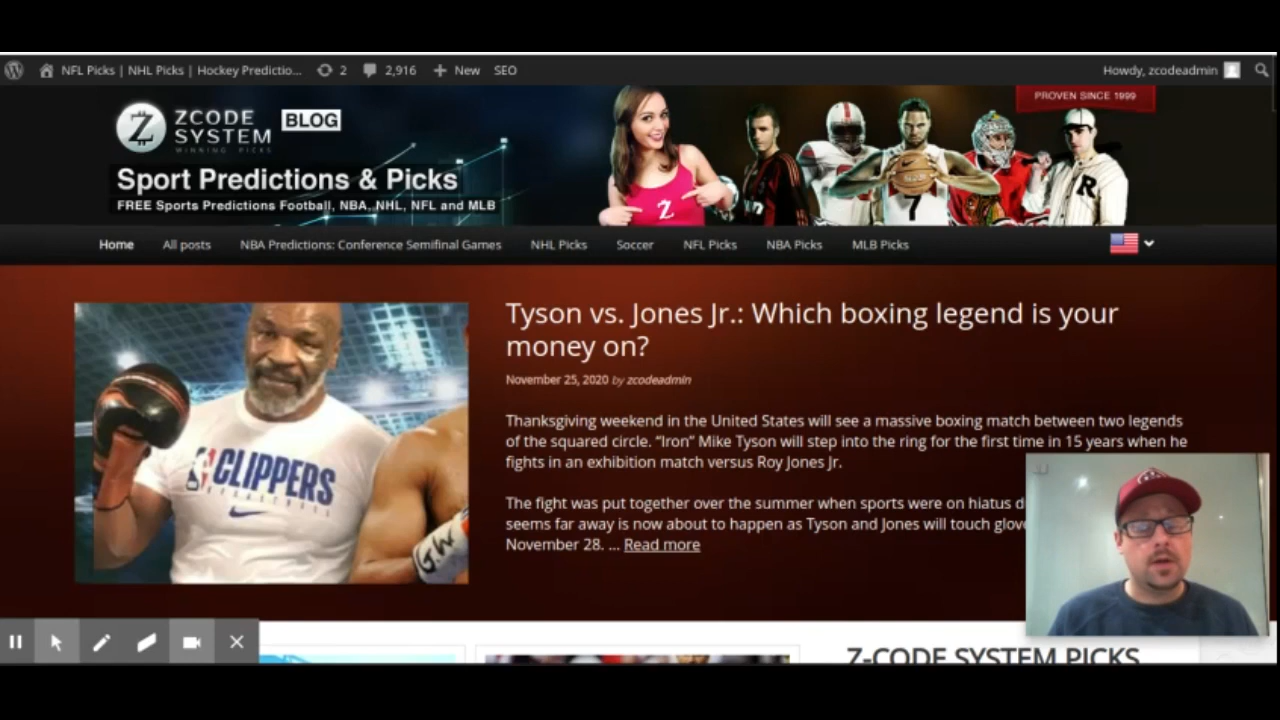 NFL Picks | NHL Picks | Hockey Predictio... 2 2,916 New SEO Howdy, zcodeadmin
PROVEN SINCE 1999
ZCODE
SYSTEM
BLOG
WINNING PICKS
Sport Predictions & Picks
FREE Sports Predictions Football, NBA, NHL, NFL and MLB
Z
7
R
Home All posts NBA Predictions: Conference Semifinal Games NHL Picks Soccer NFL Picks NBA Picks MLB Picks
CLIPPERS
Tyson vs. Jones Jr.: Which boxing legend is your
money on?
November 25, 2020 by zcodeadmin
Thanksgiving weekend in the United States will see a massive boxing match between two legends
of the squared circle. “Iron” Mike Tyson will step into the ring for the first time in 15 years when he
fights in an exhibition match versus Roy Jones Jr.
The fight was put together over the summer when sports were on hiatus
seems far away is now about to happen as Tyson and Jones will touch
November 28. ... Read more
Z-CODE SYSTEM PICKS